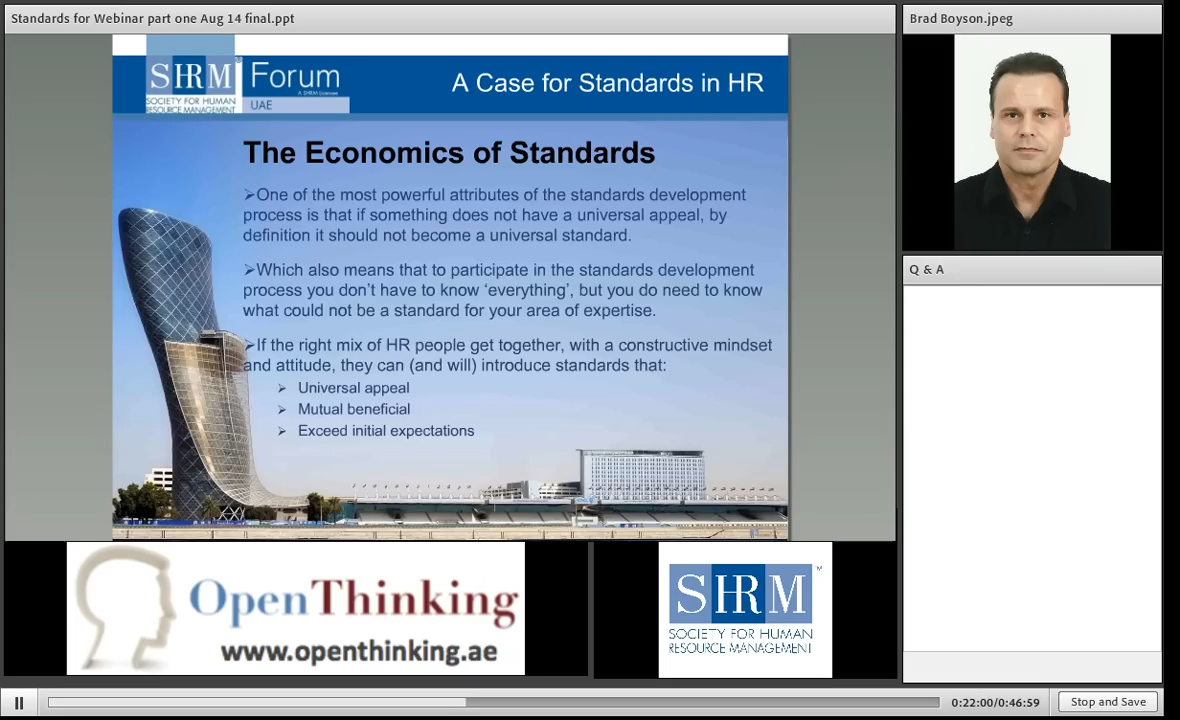 Standards for Webinar part one Aug 14 final.ppt
SHRM
SOCIETY FOR HUMAN
RESOURCE MANAGEMENT
Forum
A SHRM Licensee
UAE
A Case for Standards in HR
The Economics of Standards
➢One of the most powerful attributes of the standards development
process is that if something does not have a universal appeal, by
definition it should not become a universal standard.
➢Which also means that to participate in the standards development
process you don't have to know ‘everything’, but you do need to know
what could not be a standard for your area of expertise.
➢If the right mix of HR people get together, with a constructive mindset
and attitude, they can (and will) introduce standards that:
➢ Universal appeal
➢ Mutual beneficial
➢ Exceed initial expectations
OpenThinking
www.openthinking.ae
SHRM™
SOCIETY FOR HUMAN
RESOURCE MANAGEMENT
Brad Boyson.jpeg
Q & A
0:22:00/0:46:59
Stop and Save